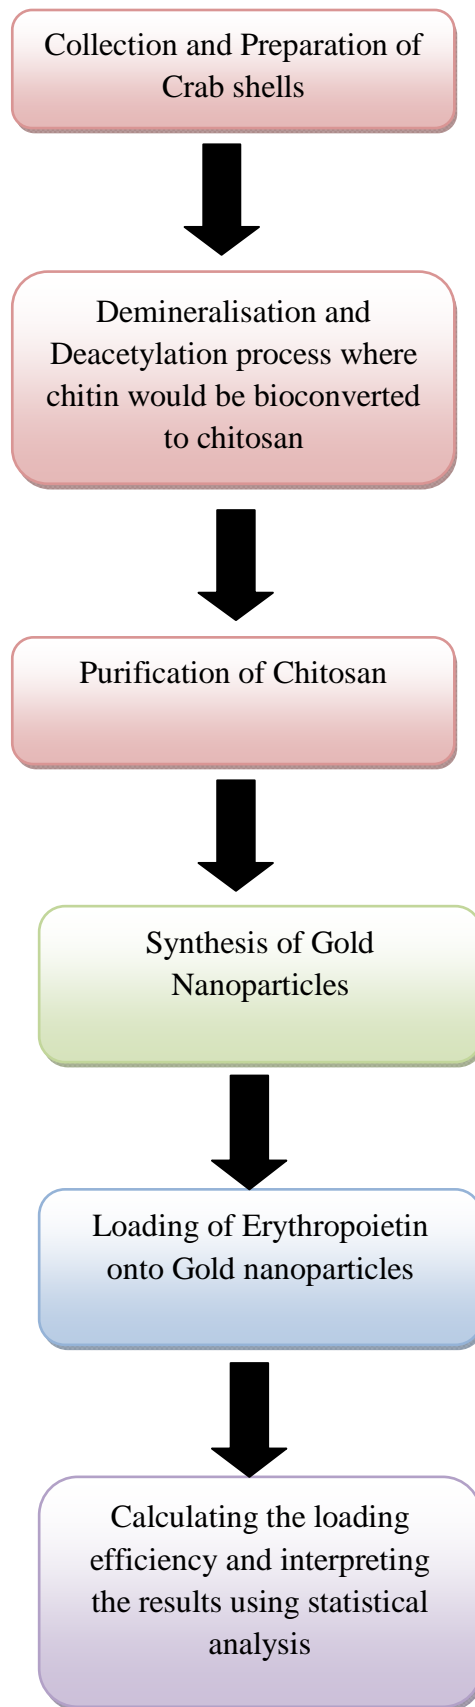 Collection and Preparation of
Crab shells
Demineralisation and
Deacetylation process where
chitin would be bioconverted
to chitosan
Purification of Chitosan
Synthesis of Gold
Nanoparticles
Loading of Erythropoietin
onto Gold nanoparticles
Calculating the loading
efficiency and interpreting
the results using statistical
analysis